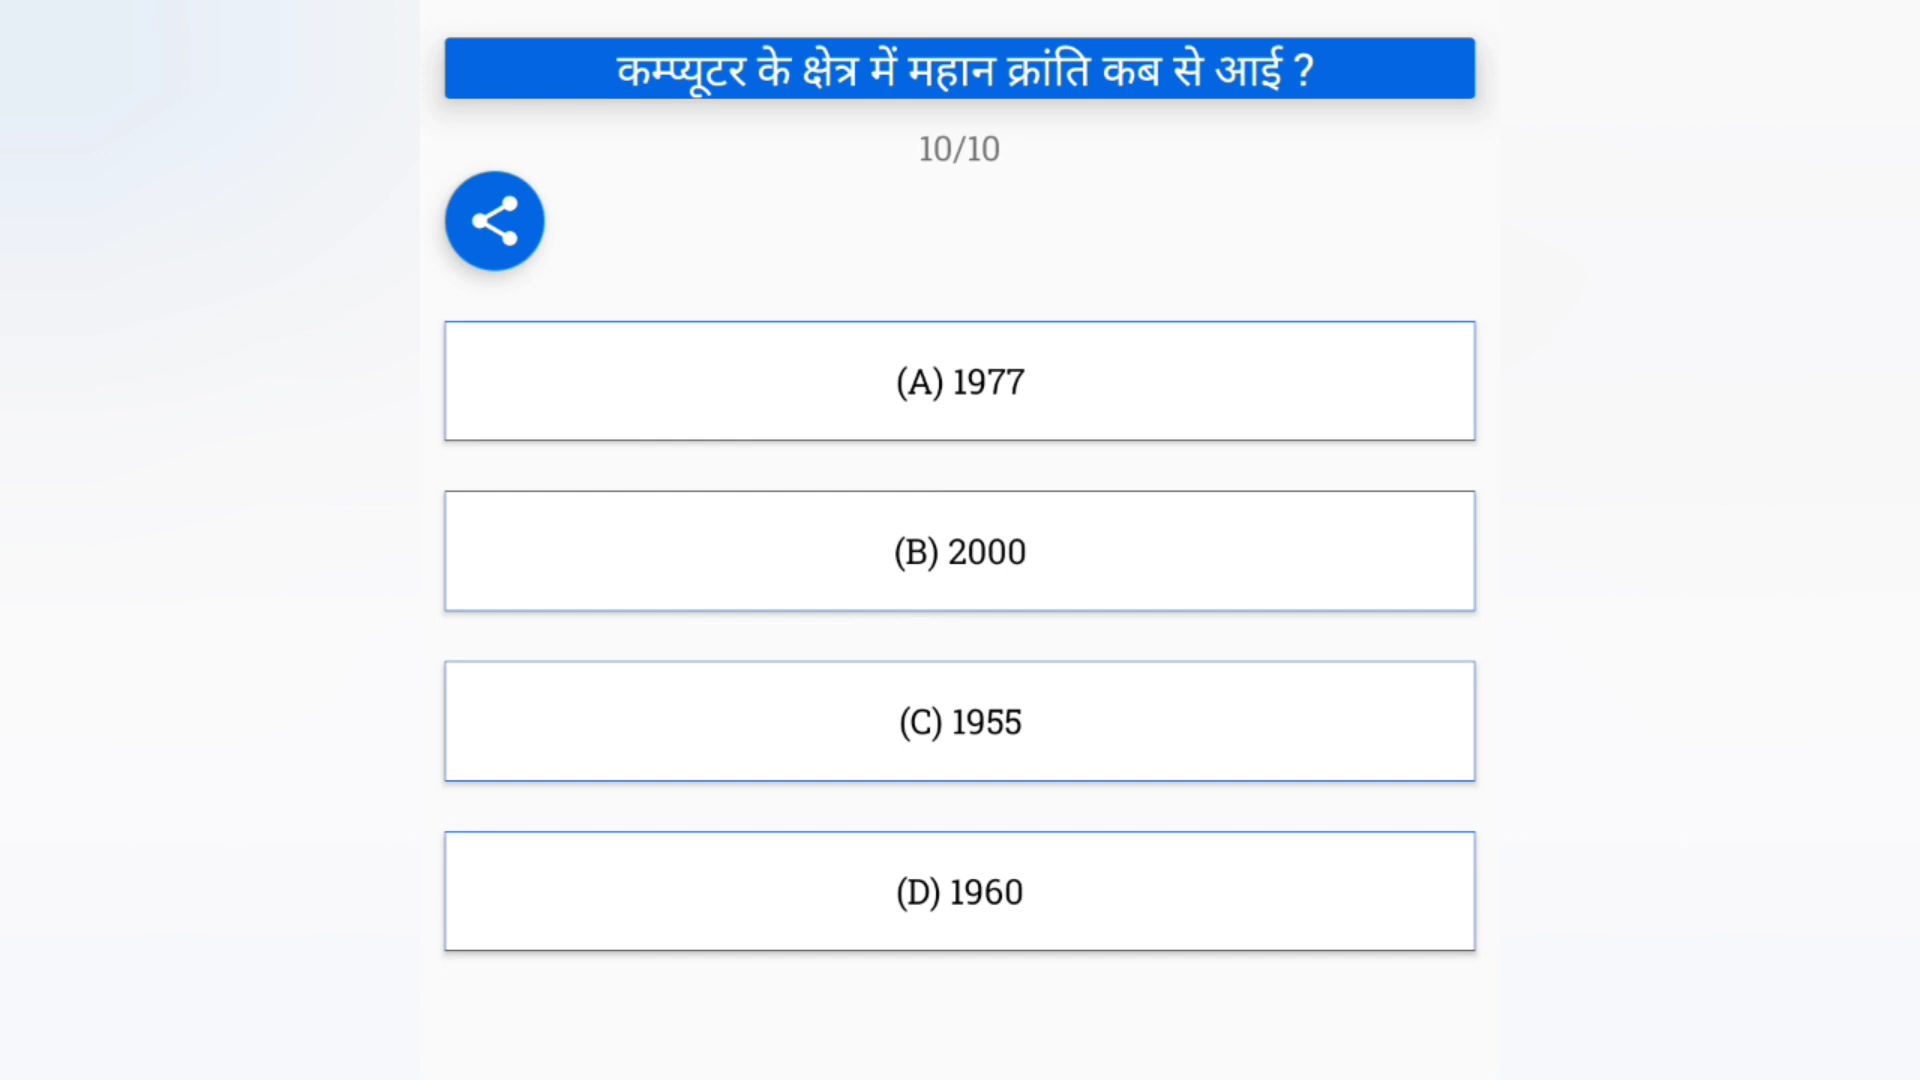 कम्प्यूटर के क्षेत्र में महान क्रांति कब से आई ?
10/10
(A) 1977
(B) 2000
(C) 1955
(D) 1960